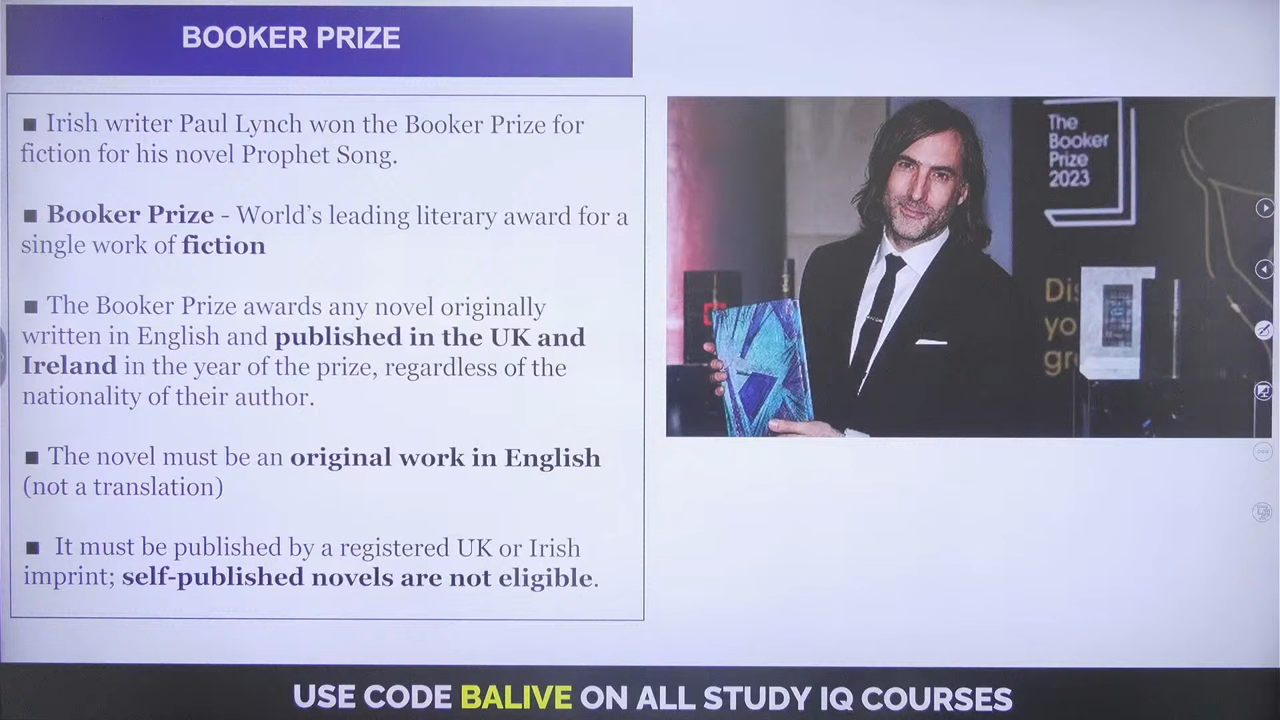 BOOKER PRIZE
■ Irish writer Paul Lynch won the Booker Prize for
fiction for his novel Prophet Song.
■ Booker Prize - World's leading literary award for a
single work of fiction
■ The Booker Prize awards any novel originally
written in English and published in the UK and
Ireland in the year of the prize, regardless of the
nationality of their author.
■ The novel must be an original work in English
(not a translation)
■ It must be published by a registered UK or Irish
imprint; self-published novels are not eligible.
The
Booker
Prize
2023
Dis
yo
gr
USE CODE BALIVE ON ALL STUDY IQ COURSES